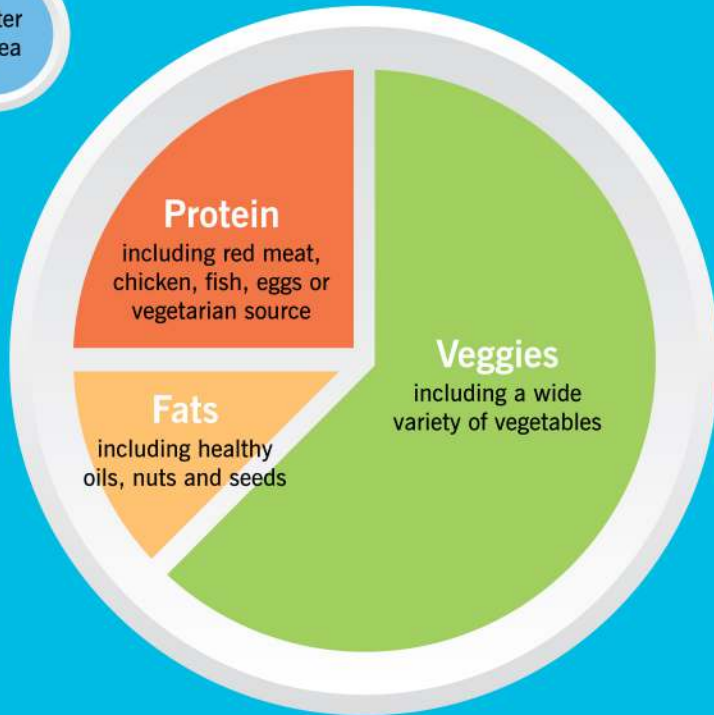 Protein
including red meat,
chicken, fish, eggs or
vegetarian source
Veggies
including a wide
variety of vegetables
Fats
including healthy
oils, nuts and seeds